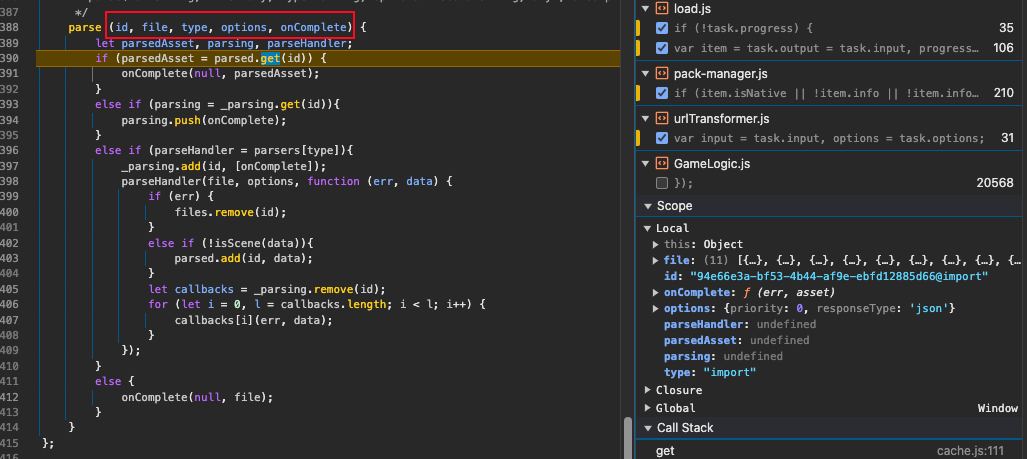 387 */
388 parse (id, file, type, options, onComplete) {
389 let parsedAsset, parsing, parseHandler;
390 if (parsedAsset = parsed.get(id)) {
391 onComplete(null, parsedAsset);
392 }
393 else if (parsing = _parsing.get(id)){
394 parsing.push(onComplete);
395 }
396 else if (parseHandler = parsers[type]){
397 _parsing.add(id, [onComplete]);
398 parseHandler(file, options, function (err, data) {
399 if (err) {
400 files.remove(id);
401 }
402 else if (!isScene(data)){
403 parsed.add(id, data);
404 }
405 let callbacks = _parsing.remove(id);
406 for (let i = 0, l = callbacks.length; i < l; i++) {
407 callbacks[i](err, data);
408 }
409 });
410 }
411 else {
412 onComplete(null, file);
413 }
414 }
415 };
load.js
if (!task.progress) { 35
var item = task.output = task.input, progress… 106
pack-manager.js
if (item.isNative || !item.info || !item.info… 210
urlTransformer.js
var input = task.input, options = task.options; 31
GameLogic.js
}); 20568
Scope
Local
this: Object
file: (11) [{…}, {…}, {…}, {…}, {…}, {…}, {…}, {…
id: "94e66e3a-bf53-4b44-af9e-ebfd12885d66@import"
onComplete: ƒ (err, asset)
options: {priority: 0, responseType: 'json'}
parseHandler: undefined
parsedAsset: undefined
parsing: undefined
type: "import"
Closure
Global Window
Call Stack
get cache.js:111